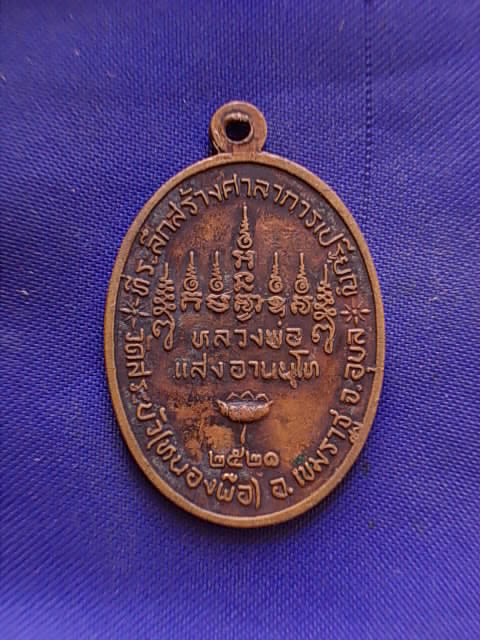 ที่ระลึกสร้างศาลาการเปรียญ
หลวงพ่อ
แสง อานนฺโท
๒๕๒๑
วัดสระบัว(หนองผือ) อ.เขมราฐ จ.อุบล